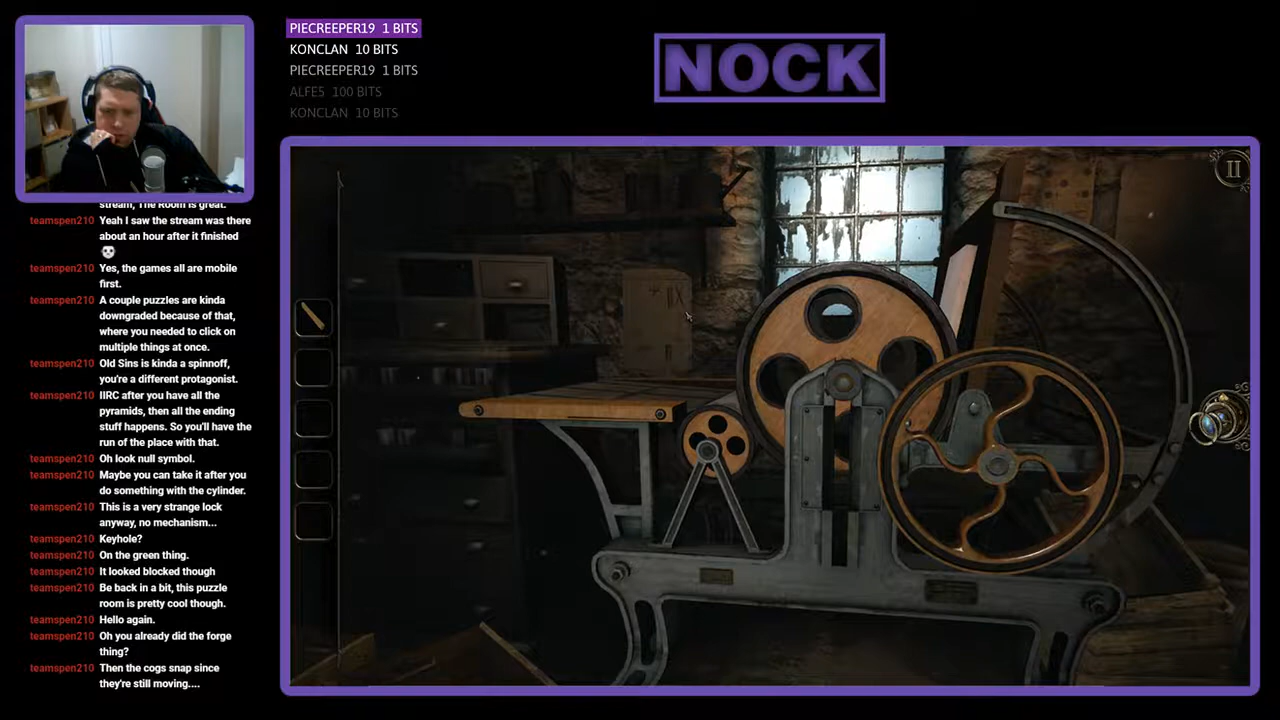 PIECREEPER19 1 BITS
KONCLAN 10 BITS
PIECREEPER19 1 BITS
ALFE5 100 BITS
KONCLAN 10 BITS
NOCK
stream, The Room is great.
teamspen210 Yeah I saw the stream was there
about an hour after it finished
teamspen210 Yes, the games all are mobile
first.
teamspen210 A couple puzzles are kinda
downgraded because of that,
where you needed to click on
multiple things at once.
teamspen210 Old Sins is kinda a spinnoff,
you're a different protagonist.
teamspen210 IIRC after you have all the
pyramids, then all the ending
stuff happens. So you'll have the
run of the place with that.
teamspen210 Oh look null symbol.
teamspen210 Maybe you can take it after you
do something with the cylinder.
teamspen210 This is a very strange lock
anyway, no mechanism...
teamspen210 Keyhole?
teamspen210 On the green thing.
teamspen210 It looked blocked though
teamspen210 Be back in a bit, this puzzle
room is pretty cool though.
teamspen210 Hello again.
teamspen210 Oh you already did the forge
thing?
teamspen210 Then the cogs snap since
they're still moving....
II